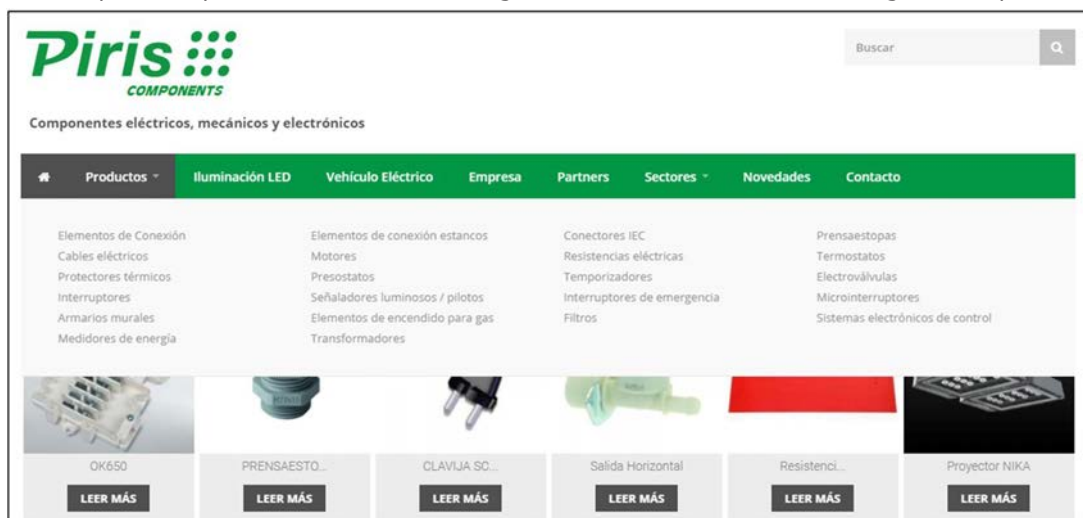 Piris
COMPONENTS
Buscar
Componentes eléctricos, mecánicos y electrónicos
Productos Iluminación LED Vehículo Eléctrico Empresa Partners Sectores Novedades Contacto
Elementos de Conexión Elementos de conexión estancos Conectores IEC Prensaestopas
Cables eléctricos Motores Resistencias eléctricas Termostatos
Protectores térmicos Presostatos Temporizadores Electroválvulas
Interruptores Señaladores luminosos / pilotos Interruptores de emergencia Microinterruptores
Armarios murales Elementos de encendido para gas Filtros Sistemas electrónicos de control
Medidores de energía Transformadores
OK650 PRENSAESTO... CLAVIJA SC... Salida Horizontal Resistenci... Proyector NIKA
LEER MÁS LEER MÁS LEER MÁS LEER MÁS LEER MÁS LEER MÁS